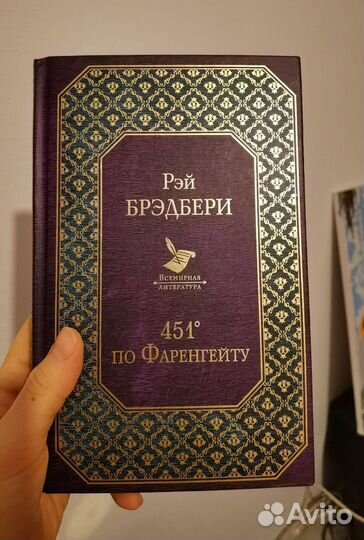 Рэй
БРЭДБЕРИ
ВСЕМИРНАЯ
ЛИТЕРАТУРА
451°
ПО ФАРЕНГЕЙТУ
Avito